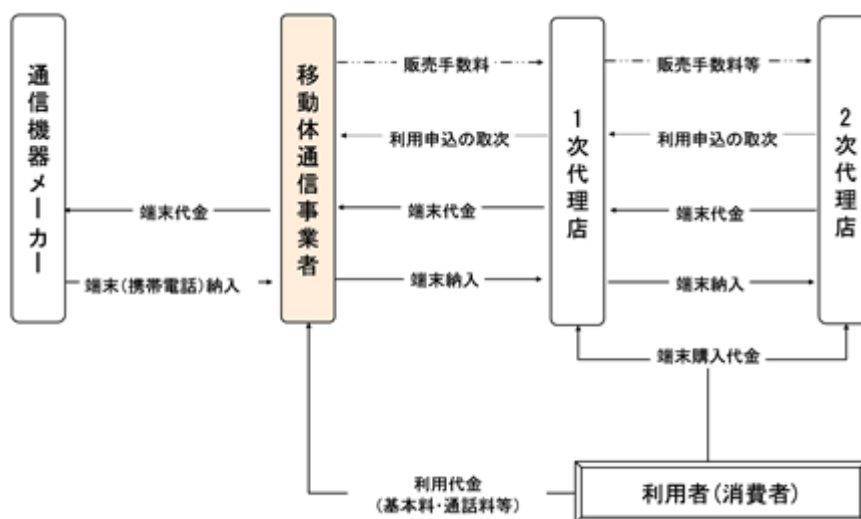 通信機器メーカー
移動体通信事業者
1次代理店
2次代理店
販売手数料
販売手数料等
利用申込の取次
利用申込の取次
端末代金
端末代金
端末代金
端末(携帯電話)納入
端末納入
端末納入
端末購入代金
利用代金
(基本料・通話料等)
利用者(消費者)